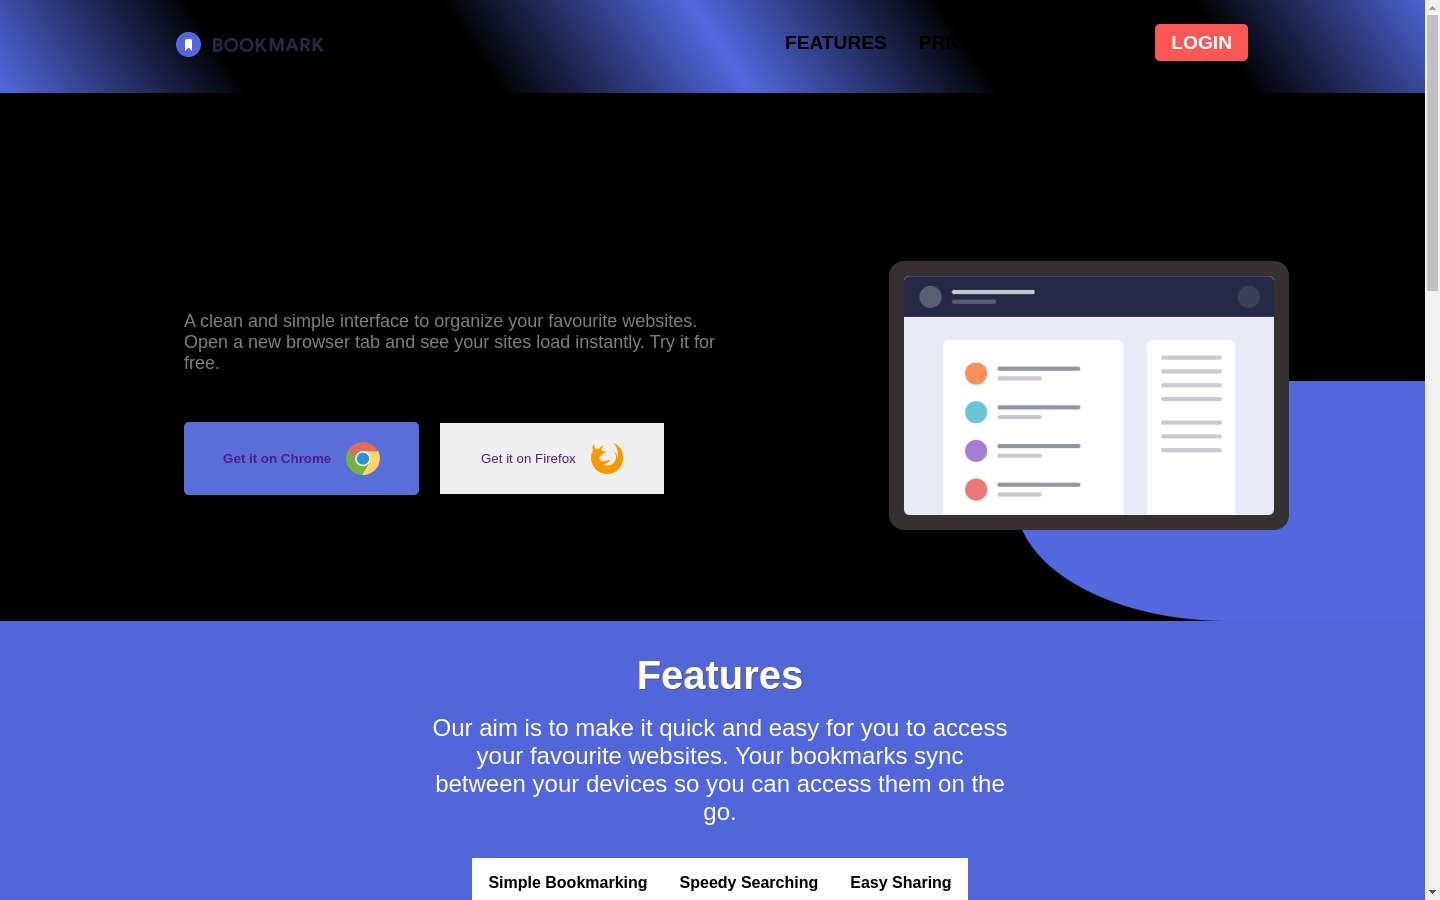 BOOKMARK
FEATURES PRIC
LOGIN
A clean and simple interface to organize your favourite websites.
Open a new browser tab and see your sites load instantly. Try it for
free.
Get it on Chrome
Get it on Firefox
Features
Our aim is to make it quick and easy for you to access
your favourite websites. Your bookmarks sync
between your devices so you can access them on the
go.
Simple Bookmarking Speedy Searching Easy Sharing